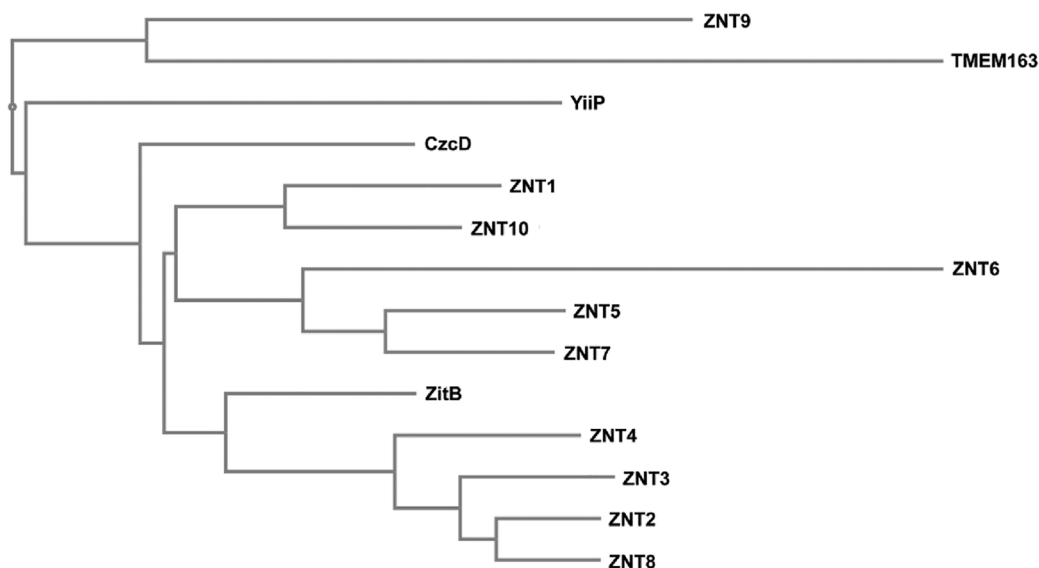 ZNT9
TMEM163
YiiP
CzcD
ZNT1
ZNT10
ZNT6
ZNT5
ZNT7
ZitB
ZNT4
ZNT3
ZNT2
ZNT8